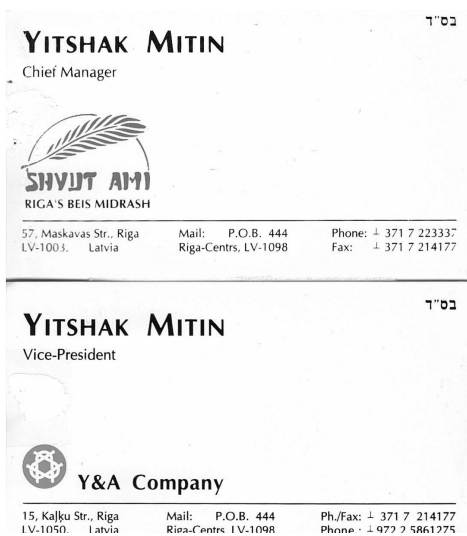 בס"ד
YITSHAK MITIN
Chief Manager
SHVUT AMI
RIGA'S BEIS MIDRASH
57, Maskavas Str., Riga Mail: P.O.B. 444 Phone: ⊥ 371 7 223337
LV-1003, Latvia Riga-Centrs, LV-1098 Fax: ⊥ 371 7 214177
בס"ד
YITSHAK MITIN
Vice-President
Y&A Company
15, Kaļķu Str., Riga Mail: P.O.B. 444 Ph./Fax: ⊥ 371 7 214177
LV-1050, Latvia Riga-Centrs, LV-1098 Phone : ⊥ 972 2 5861275